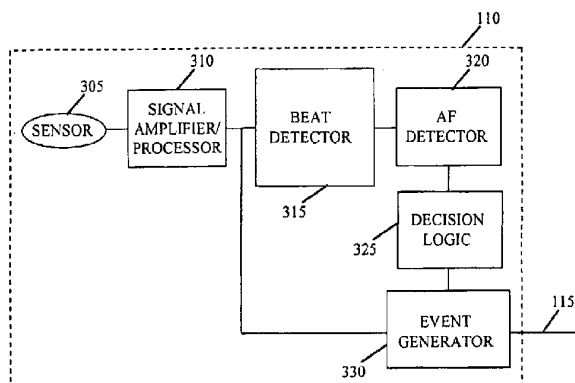 110
310
320
305
SENSOR
SIGNAL
AMPLIFIER/
PROCESSOR
BEAT
DETECTOR
AF
DETECTOR
315
DECISION
LOGIC
325
115
EVENT
GENERATOR
330